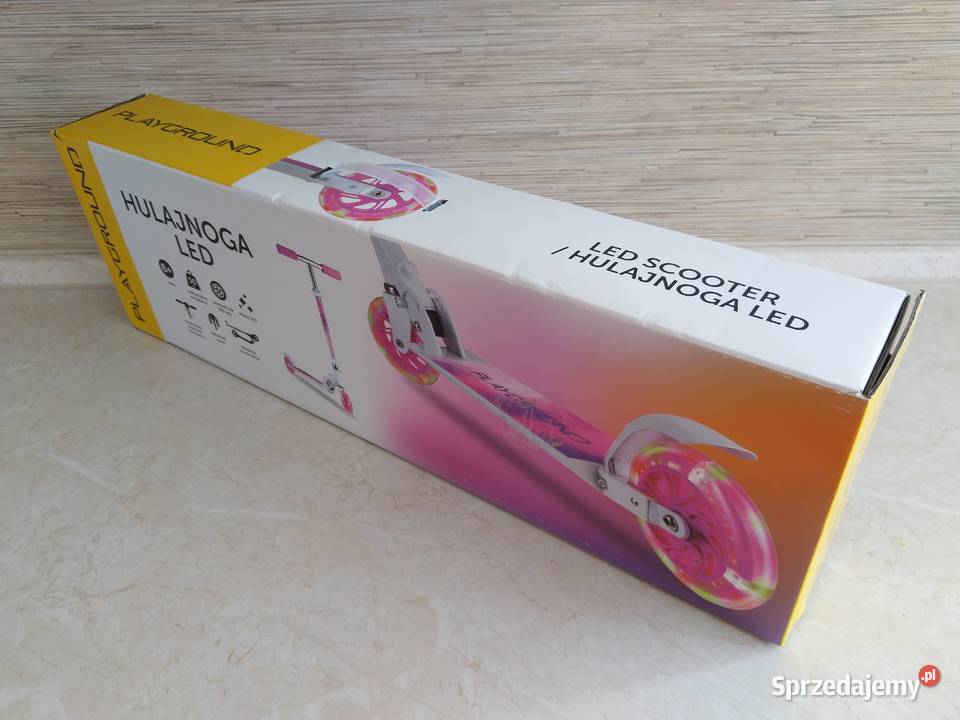 PLAYGROUND
PLAYGROUND
HULAJNOGA
LED
LED SCOOTER
/ HULAJNOGA LED
PLAYGROUND
Sprzedajemy.pl